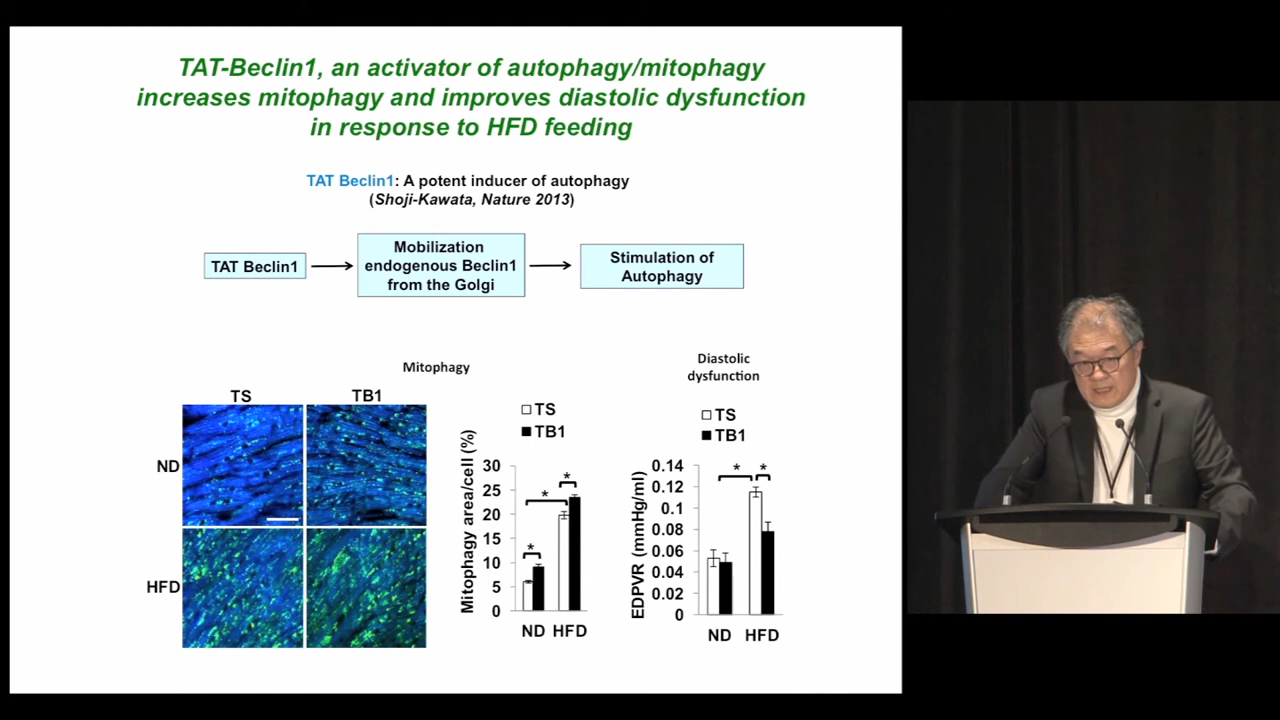 TAT-Beclin1, an activator of autophagy/mitophagy
increases mitophagy and improves diastolic dysfunction
in response to HFD feeding
TAT Beclin1: A potent inducer of autophagy
(Shoji-Kawata, Nature 2013)
TAT Beclin1
Mobilization
endogenous Beclin1
from the Golgi
Stimulation of
Autophagy
Mitophagy
TS
TB1
ND
HFD
TS
TB1
Mitophagy area/cell (%)
30
25
20
15
10
5
0
*
*
*
ND HFD
Diastolic
dysfunction
TS
TB1
EDPVR (mmHg/ml)
0.14
0.12
0.1
0.08
0.06
0.04
0.02
0
*
*
ND HFD